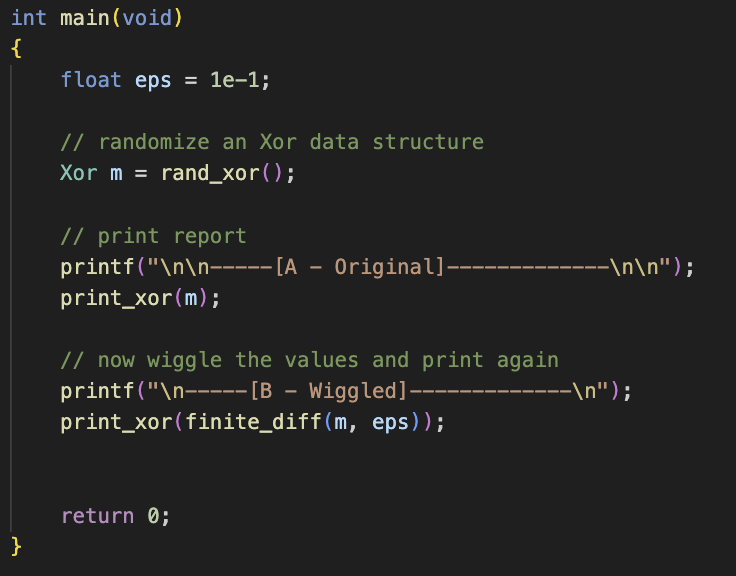 int main(void)
{
    float eps = 1e-1;

    // randomize an Xor data structure
    Xor m = rand_xor();

    // print report
    printf("\n\n-----[A - Original]-------------\n\n");
    print_xor(m);

    // now wiggle the values and print again
    printf("\n-----[B - Wiggled]-------------\n");
    print_xor(finite_diff(m, eps));


    return 0;
}